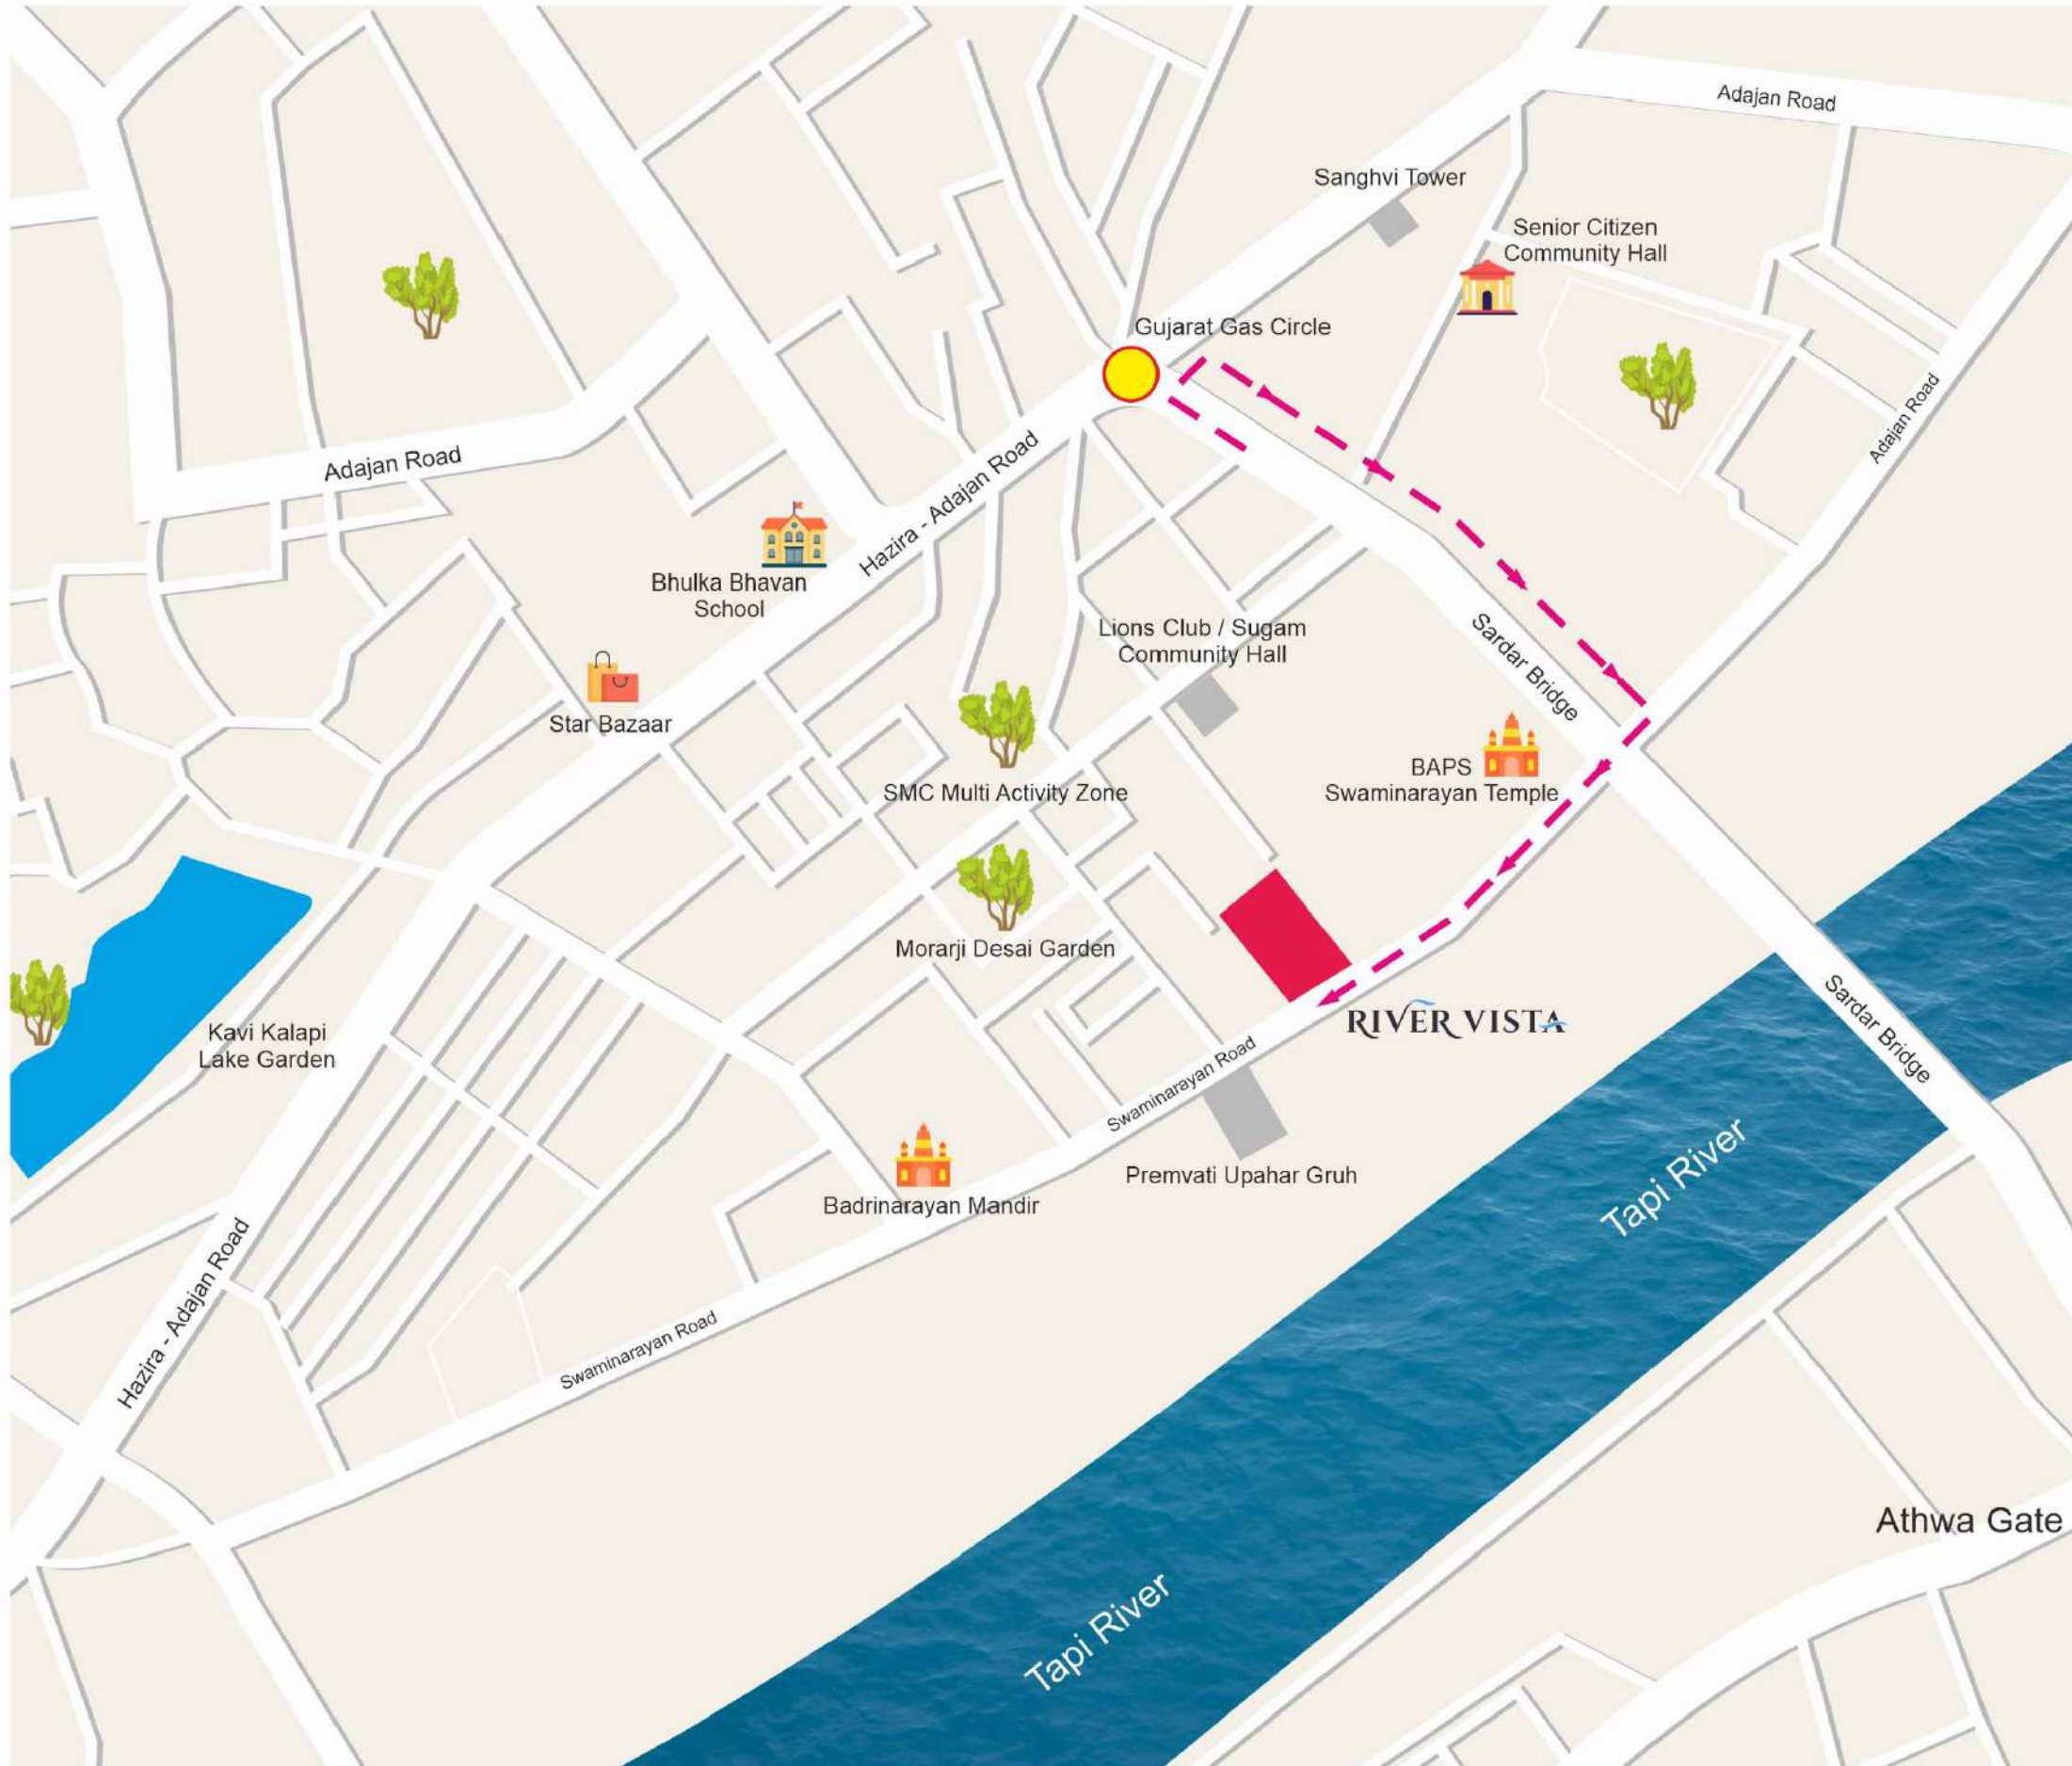 Adajan Road
Sanghvi Tower
Senior Citizen
Community Hall
Gujarat Gas Circle
Adajan Road
Adajan Road
Hazira - Adajan Road
Bhulka Bhavan
School
Lions Club / Sugam
Community Hall
Sardar Bridge
Star Bazaar
BAPS
Swaminarayan Temple
SMC Multi Activity Zone
Morarji Desai Garden
RIVER VISTA
Kavi Kalapi
Lake Garden
Sardar Bridge
Swaminarayan Road
Premvati Upahar Gruh
Badrinarayan Mandir
Tapi River
Hazira - Adajan Road
Swaminarayan Road
Athwa Gate
Tapi River